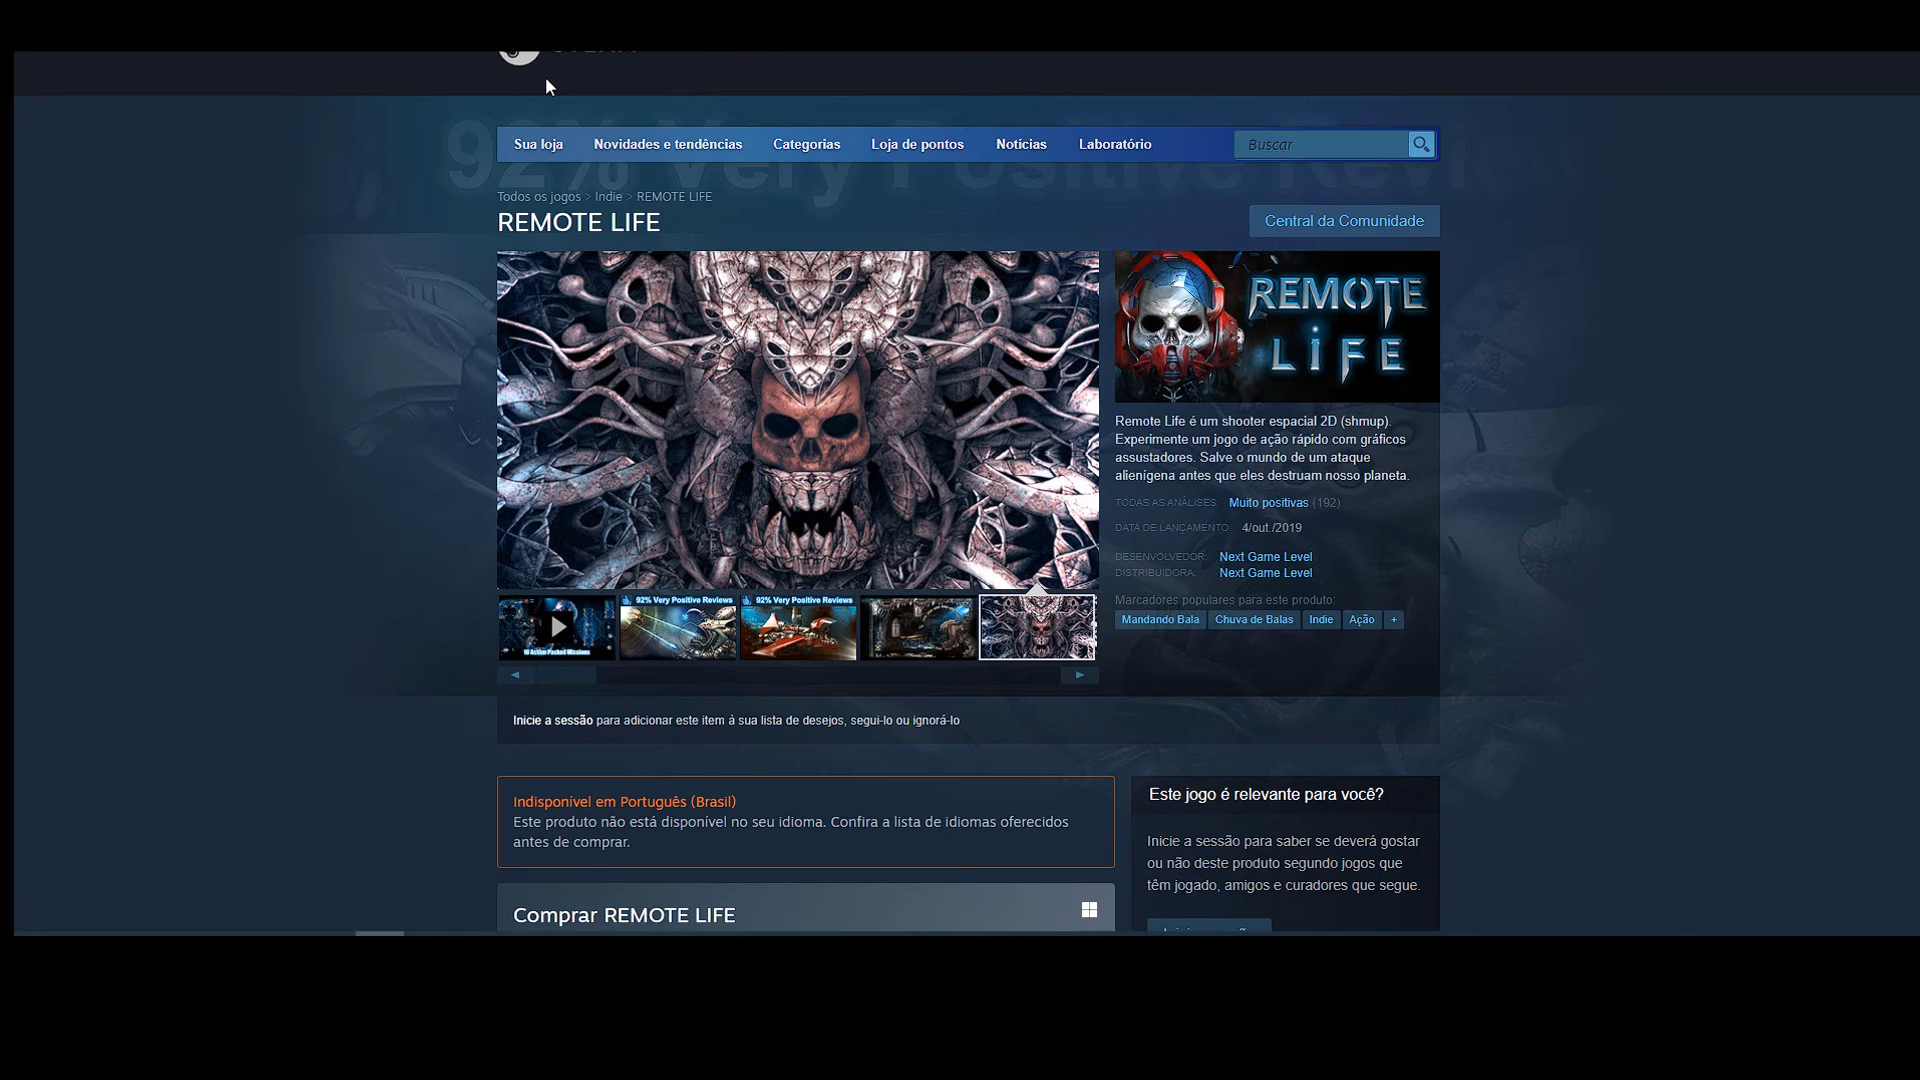 92% Very Positive Reviews
Sua loja
Novidades e tendências
Categorias
Loja de pontos
Notícias
Laboratório
Buscar
Todos os jogos > Indie > REMOTE LIFE
REMOTE LIFE
Central da Comunidade
REMOTE
LIFE
Remote Life é um shooter espacial 2D (shmup).
Experimente um jogo de ação rápido com gráficos
assustadores. Salve o mundo de um ataque
alienígena antes que eles destruam nosso planeta.
TODAS AS ANÁLISES: Muito positivas (192)
DATA DE LANÇAMENTO: 4/out./2019
DESENVOLVEDOR: Next Game Level
DISTRIBUIDORA: Next Game Level
Marcadores populares para este produto:
Mandando Bala
Chuva de Balas
Indie
Ação
+
18 Action Packed Missions
92% Very Positive Reviews
92% Very Positive Reviews
Inicie a sessão para adicionar este item à sua lista de desejos, segui-lo ou ignorá-lo
Indisponível em Português (Brasil)
Este produto não está disponível no seu idioma. Confira a lista de idiomas oferecidos
antes de comprar.
Comprar REMOTE LIFE
Este jogo é relevante para você?
Inicie a sessão para saber se deverá gostar
ou não deste produto segundo jogos que
têm jogado, amigos e curadores que segue.